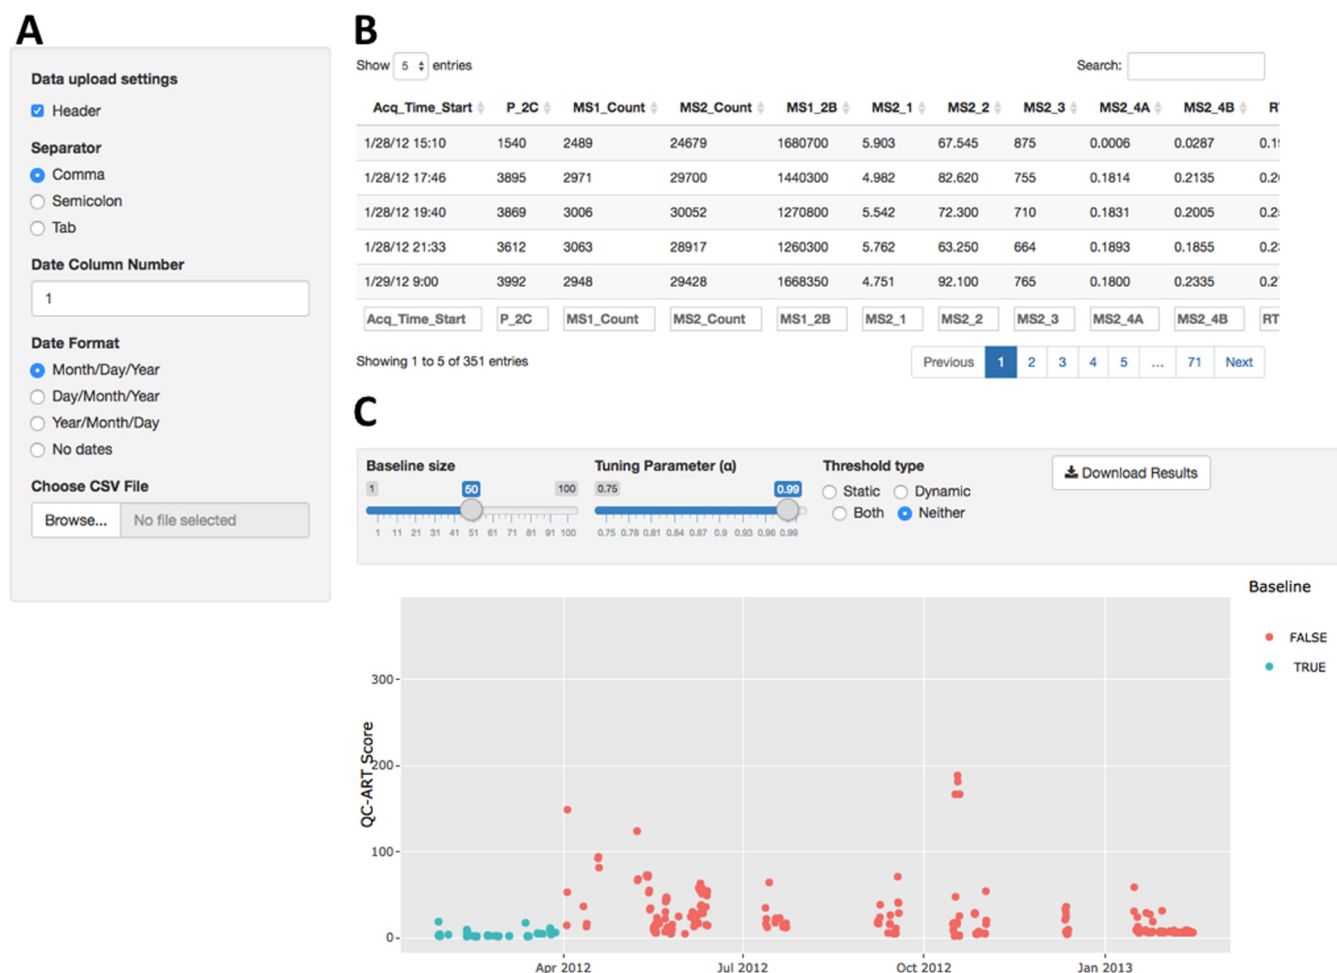 A
Data upload settings
Header
Separator
Comma
Semicolon
Tab
Date Column Number
1
Date Format
Month/Day/Year
Day/Month/Year
Year/Month/Day
No dates
Choose CSV File
Browse... No file selected
B
Show 5 entries Search:
Acq_Time_Start P_2C MS1_Count MS2_Count MS1_2B MS2_1 MS2_2 MS2_3 MS2_4A MS2_4B
1/28/12 15:10 1540 2489 24679 1680700 5.903 67.545 875 0.0006 0.0287
1/28/12 17:46 3895 2971 29700 1440300 4.982 82.620 755 0.1814 0.2135
1/28/12 19:40 3869 3006 30052 1270800 5.542 72.300 710 0.1831 0.2005
1/28/12 21:33 3612 3063 28917 1260300 5.762 63.250 664 0.1893 0.1855
1/29/12 9:00 3992 2948 29428 1668350 4.751 92.100 765 0.1800 0.2335
Acq_Time_Start P_2C MS1_Count MS2_Count MS1_2B MS2_1 MS2_2 MS2_3 MS2_4A MS2_4B RT
Showing 1 to 5 of 351 entries Previous 1 2 3 4 5 ... 71 Next
C
Baseline size Tuning Parameter (α) Threshold type Download Results
1 50 100 0.75 0.99 Static Dynamic
Both Neither
1 11 21 31 41 51 61 71 81 91 100 0.75 0.78 0.81 0.84 0.87 0.9 0.93 0.96 0.99
Baseline
FALSE
TRUE
QC-ART Score
300
200
100
0
Apr 2012 Jul 2012 Oct 2012 Jan 2013